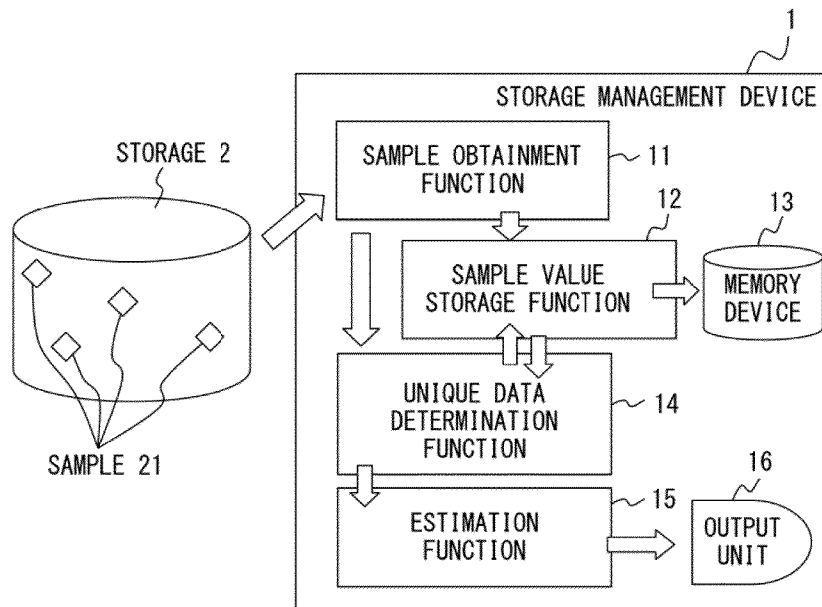 1
STORAGE MANAGEMENT DEVICE
STORAGE 2
SAMPLE OBTAINMENT
FUNCTION
11
12
13
SAMPLE VALUE
STORAGE FUNCTION
MEMORY
DEVICE
UNIQUE DATA
DETERMINATION
FUNCTION
14
SAMPLE 21
15
16
ESTIMATION
FUNCTION
OUTPUT
UNIT